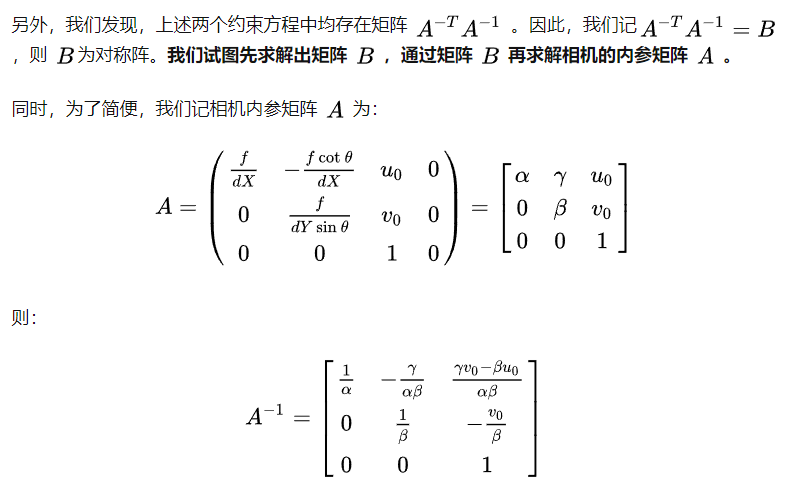 另外，我们发现，上述两个约束方程中均存在矩阵 $A^{-T}A^{-1}$ 。因此，我们记$A^{-T}A^{-1} = B$
，则 $B$为对称阵。我们试图先求解出矩阵 $B$ ，通过矩阵 $B$ 再求解相机的内参矩阵 $A$ 。
同时，为了简便，我们记相机内参矩阵 $A$ 为：
$A = \begin{pmatrix} \frac{f}{dX} & -\frac{f \cot \theta}{dX} & u_0 & 0 \\ 0 & \frac{f}{dY \sin \theta} & v_0 & 0 \\ 0 & 0 & 1 & 0 \end{pmatrix} = \begin{bmatrix} \alpha & \gamma & u_0 \\ 0 & \beta & v_0 \\ 0 & 0 & 1 \end{bmatrix}$
则：
$A^{-1} = \begin{bmatrix} \frac{1}{\alpha} & -\frac{\gamma}{\alpha\beta} & \frac{\gamma v_0 - \beta u_0}{\alpha\beta} \\ 0 & \frac{1}{\beta} & -\frac{v_0}{\beta} \\ 0 & 0 & 1 \end{bmatrix}$